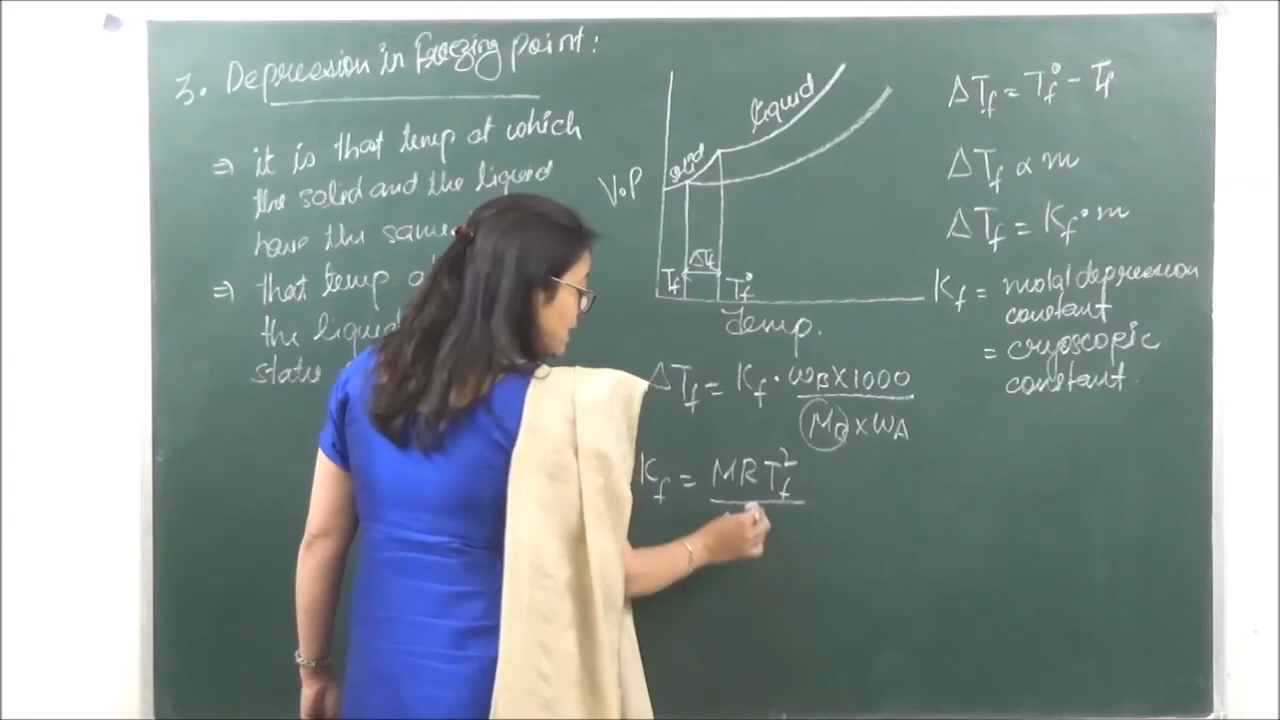 3. Depression in freezing point:
⇒ it is that temp at which
the solid and the liquid
have the same
⇒ that temp
the liquid
state
V.P
solid
liquid
Tf
ΔTf
Tf°
Temp.
ΔTf = Kf · wB × 1000
MB × WA
Kf = MRTf²
ΔTf = Tf° - Tf
ΔTf ∝ m
ΔTf = Kf · m
Kf = molal depression
constant
= cryoscopic
constant